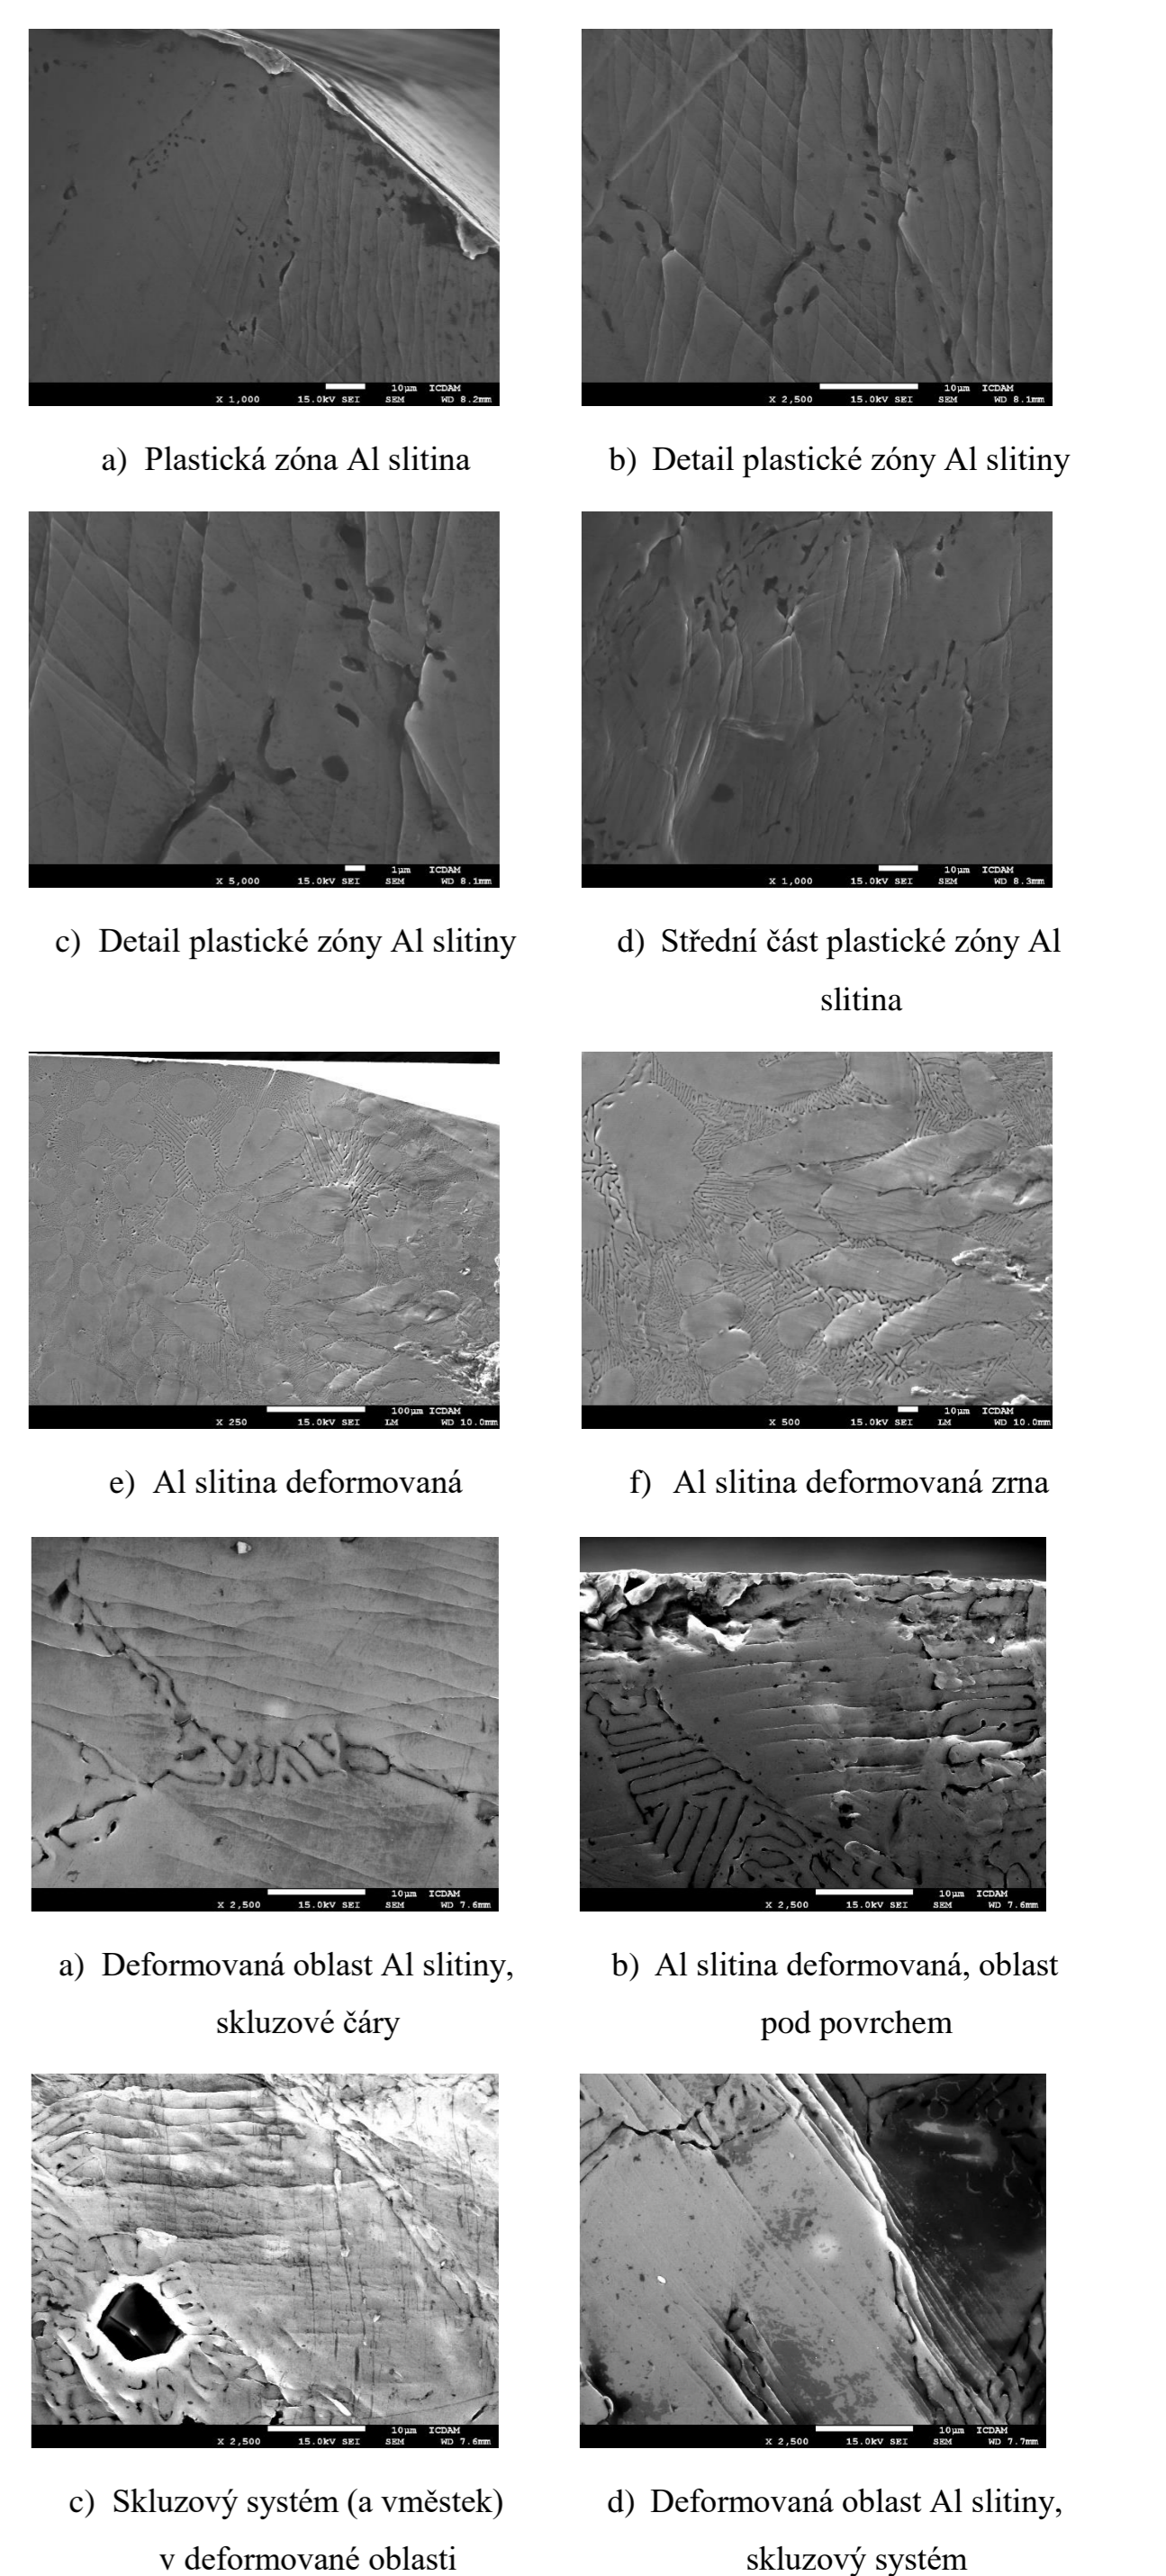 10µm ICDAM
X 1,000 15.0kV SEI SEM WD 8.2mm
10µm ICDAM
X 2,500 15.0kV SEI SEM WD 8.1mm
a) Plastická zóna Al slitina
b) Detail plastické zóny Al slitiny
1µm ICDAM
X 5,000 15.0kV SEI SEM WD 8.1mm
10µm ICDAM
X 1,000 15.0kV SEI SEM WD 8.3mm
c) Detail plastické zóny Al slitiny
d) Střední část plastické zóny Al
slitina
100µm ICDAM
X 250 15.0kV SEI LM WD 10.0mm
10µm ICDAM
X 500 15.0kV SEI LM WD 10.0mm
e) Al slitina deformovaná
f) Al slitina deformovaná zrna
10µm ICDAM
X 2,500 15.0kV SEI SEM WD 7.6mm
10µm ICDAM
X 2,500 15.0kV SEI SEM WD 7.6mm
a) Deformovaná oblast Al slitiny,
skluzové čáry
b) Al slitina deformovaná, oblast
pod povrchem
10µm ICDAM
X 2,500 15.0kV SEI SEM WD 7.6mm
10µm ICDAM
X 2,500 15.0kV SEI SEM WD 7.7mm
c) Skluzový systém (a vměstek)
v deformované oblasti
d) Deformovaná oblast Al slitiny,
skluzový systém